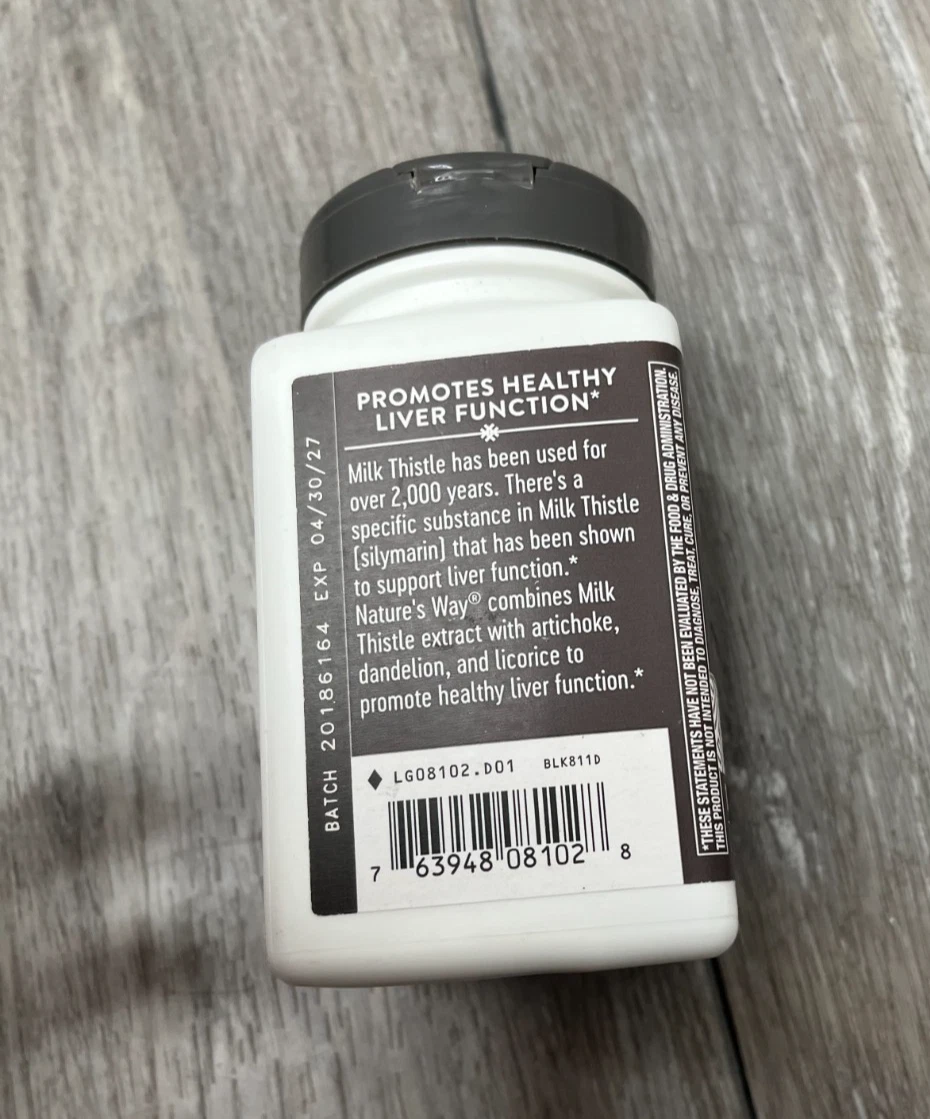 PROMOTES HEALTHY
LIVER FUNCTION*
Milk Thistle has been used for
over 2,000 years. There's a
specific substance in Milk Thistle
(silymarin) that has been shown
to support liver function.*
Nature's Way® combines Milk
Thistle extract with artichoke,
dandelion, and licorice to
promote healthy liver function.*
BATCH 20186164 EXP 04/30/27
LG08102.D01 BLK811D
7 63948 08102 8
*THESE STATEMENTS HAVE NOT BEEN EVALUATED BY THE FOOD & DRUG ADMINISTRATION.
THIS PRODUCT IS NOT INTENDED TO DIAGNOSE, TREAT, CURE, OR PREVENT ANY DISEASE.